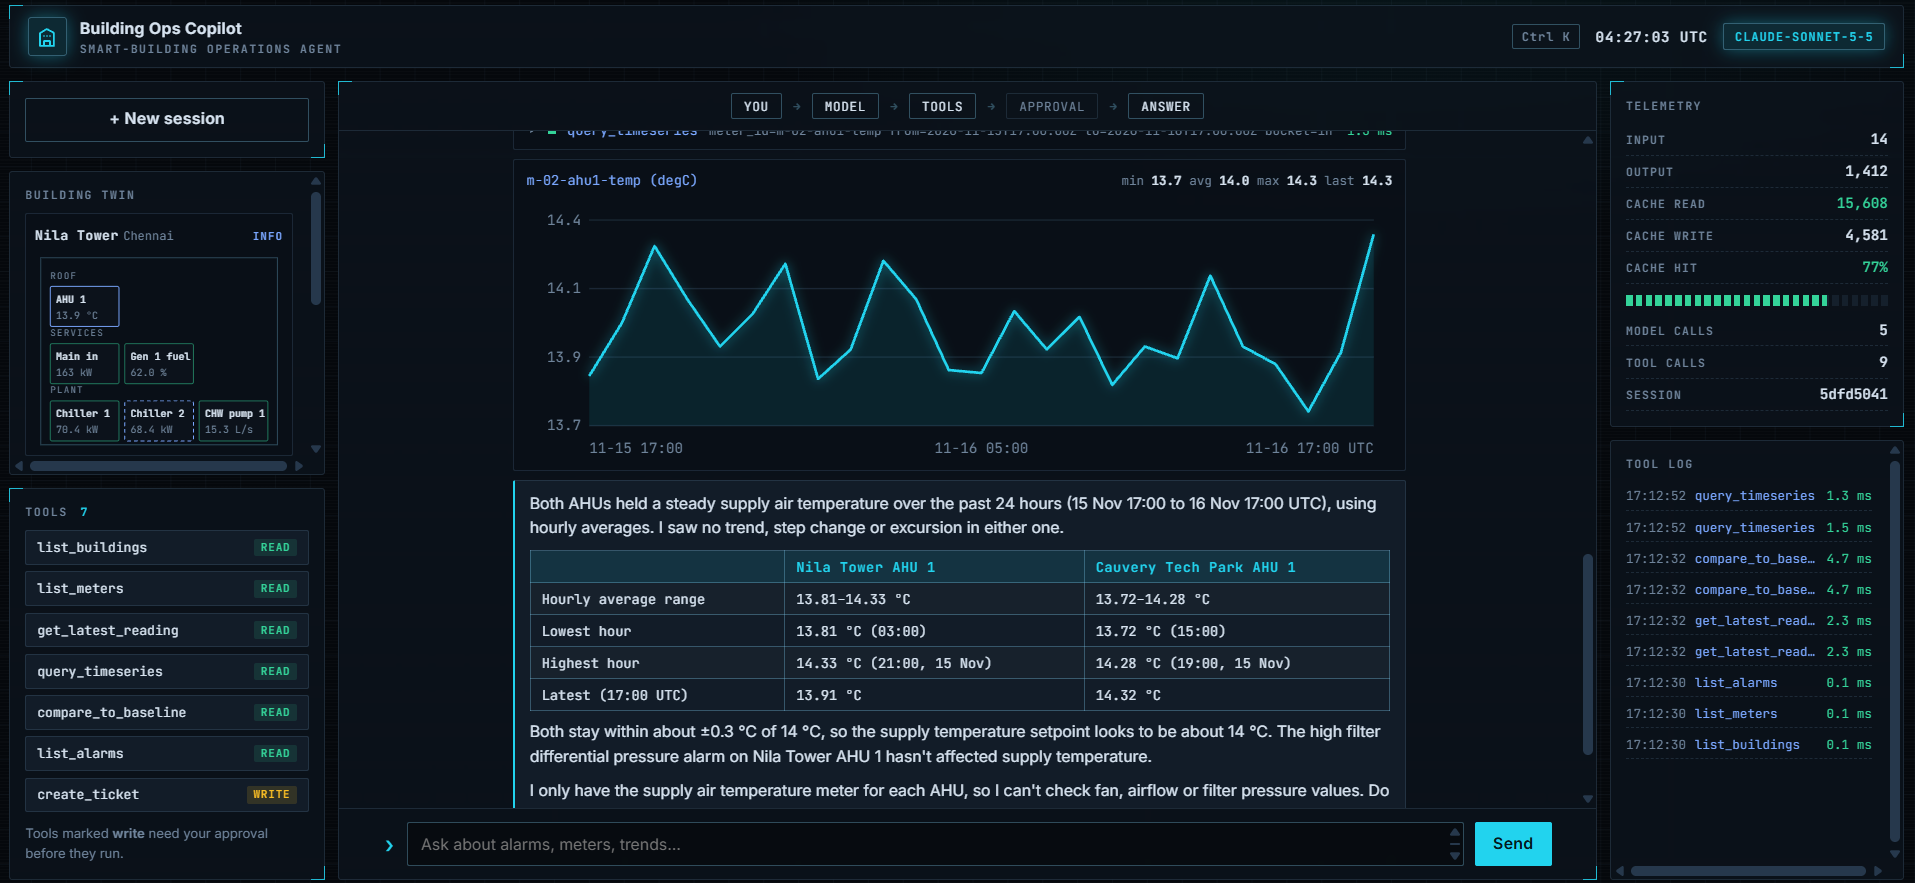 Building Ops Copilot
SMART-BUILDING OPERATIONS AGENT
Ctrl K
04:27:03 UTC
CLAUDE-SONNET-5-5
+ New session
BUILDING TWIN
Nila Tower Chennai INFO
ROOF
AHU 1
13.9 °C
SERVICES
Main in
163 kW
Gen 1 fuel
62.0 %
PLANT
Chiller 1
70.4 kW
Chiller 2
68.4 kW
CHW pump 1
15.3 L/s
TOOLS 7
list_buildings READ
list_meters READ
get_latest_reading READ
query_timeseries READ
compare_to_baseline READ
list_alarms READ
create_ticket WRITE
Tools marked write need your approval
before they run.
YOU → MODEL → TOOLS → APPROVAL → ANSWER
query_timeseries
m-02-ahu1-temp (degC)
min 13.7 avg 14.0 max 14.3 last 14.3
14.4
14.1
13.9
13.7
11-15 17:00
11-16 05:00
11-16 17:00 UTC
Both AHUs held a steady supply air temperature over the past 24 hours (15 Nov 17:00 to 16 Nov 17:00 UTC), using
hourly averages. I saw no trend, step change or excursion in either one.
Nila Tower AHU 1 Cauvery Tech Park AHU 1
Hourly average range 13.81–14.33 °C 13.72–14.28 °C
Lowest hour 13.81 °C (03:00) 13.72 °C (15:00)
Highest hour 14.33 °C (21:00, 15 Nov) 14.28 °C (19:00, 15 Nov)
Latest (17:00 UTC) 13.91 °C 14.32 °C
Both stay within about ±0.3 °C of 14 °C, so the supply temperature setpoint looks to be about 14 °C. The high filter
differential pressure alarm on Nila Tower AHU 1 hasn't affected supply temperature.
I only have the supply air temperature meter for each AHU, so I can't check fan, airflow or filter pressure values. Do
› Ask about alarms, meters, trends...
Send
TELEMETRY
INPUT 14
OUTPUT 1,412
CACHE READ 15,608
CACHE WRITE 4,581
CACHE HIT 77%
MODEL CALLS 5
TOOL CALLS 9
SESSION 5dfd5041
TOOL LOG
17:12:52 query_timeseries 1.3 ms
17:12:52 query_timeseries 1.5 ms
17:12:32 compare_to_base… 4.7 ms
17:12:32 compare_to_base… 4.7 ms
17:12:32 get_latest_read… 2.3 ms
17:12:32 get_latest_read… 2.3 ms
17:12:30 list_alarms 0.1 ms
17:12:30 list_meters 0.1 ms
17:12:30 list_buildings 0.1 ms